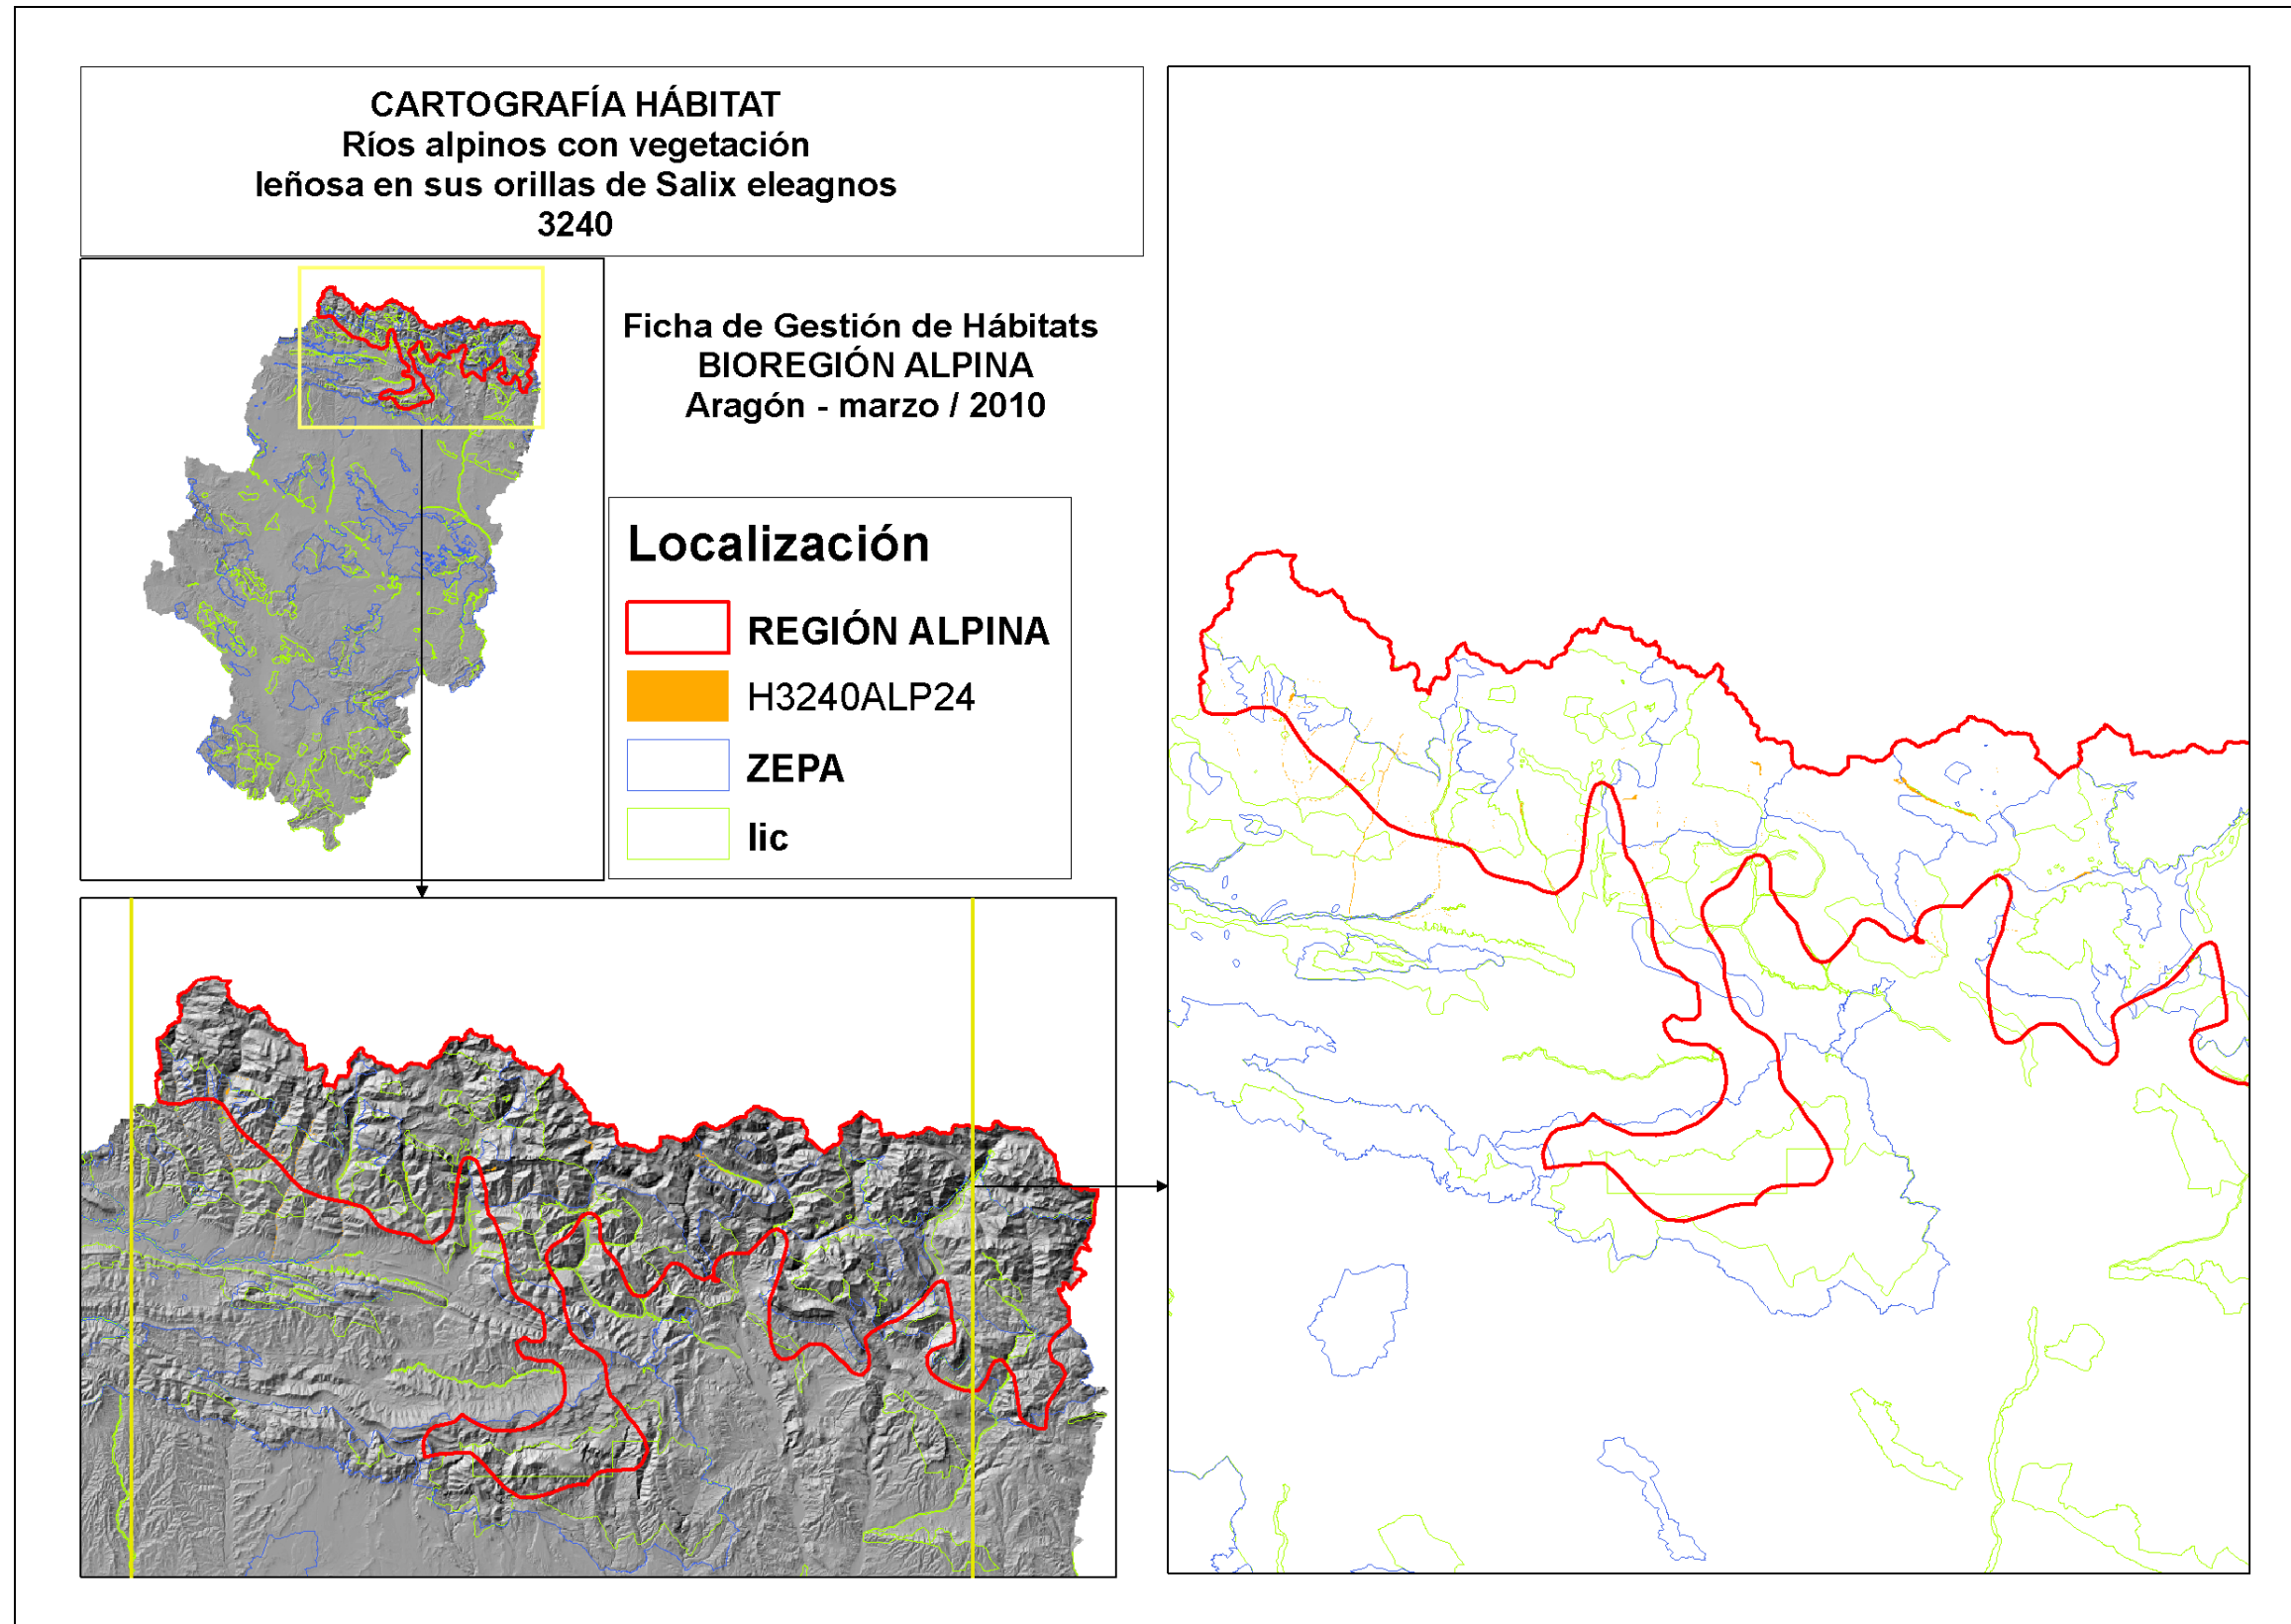 CARTOGRAFÍA HÁBITAT
Ríos alpinos con vegetación
leñosa en sus orillas de Salix eleagnos
3240
Ficha de Gestión de Hábitats
BIOREGIÓN ALPINA
Aragón - marzo / 2010
Localización
REGIÓN ALPINA
H3240ALP24
ZEPA
lic